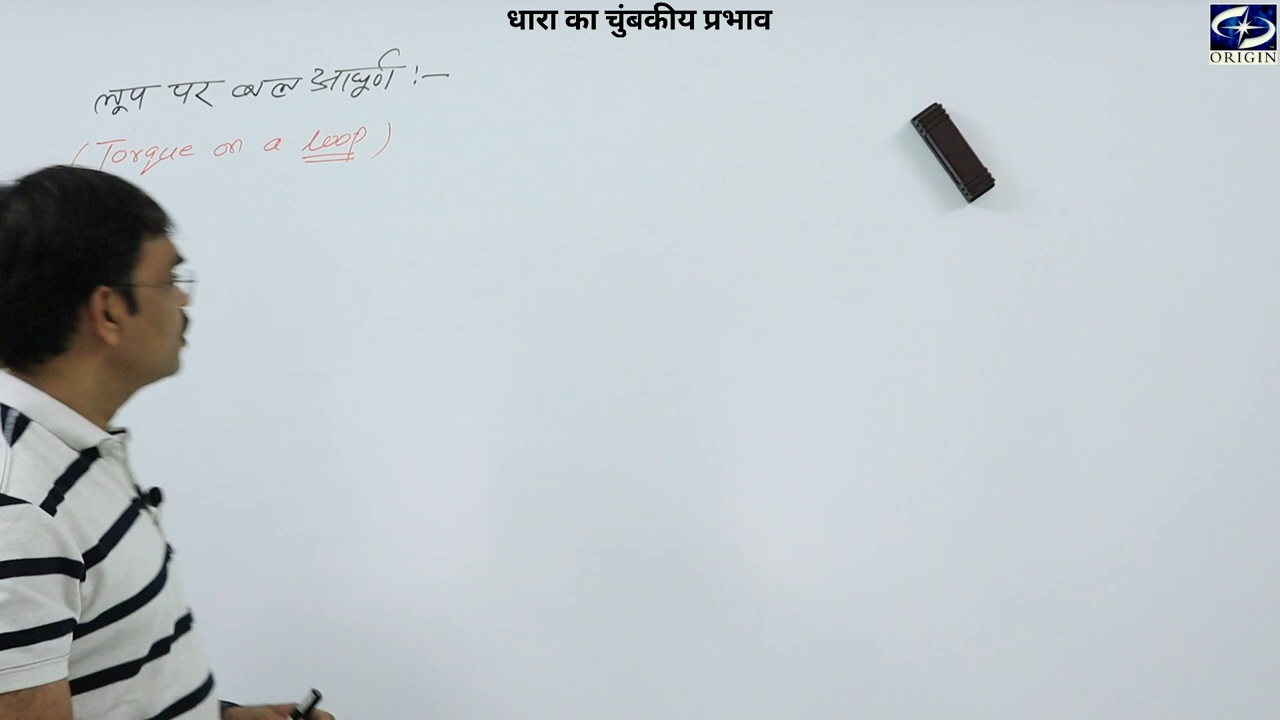 धारा का चुंबकीय प्रभाव
ORIGIN
लूप पर बल आघूर्ण :-
(Torque on a loop)